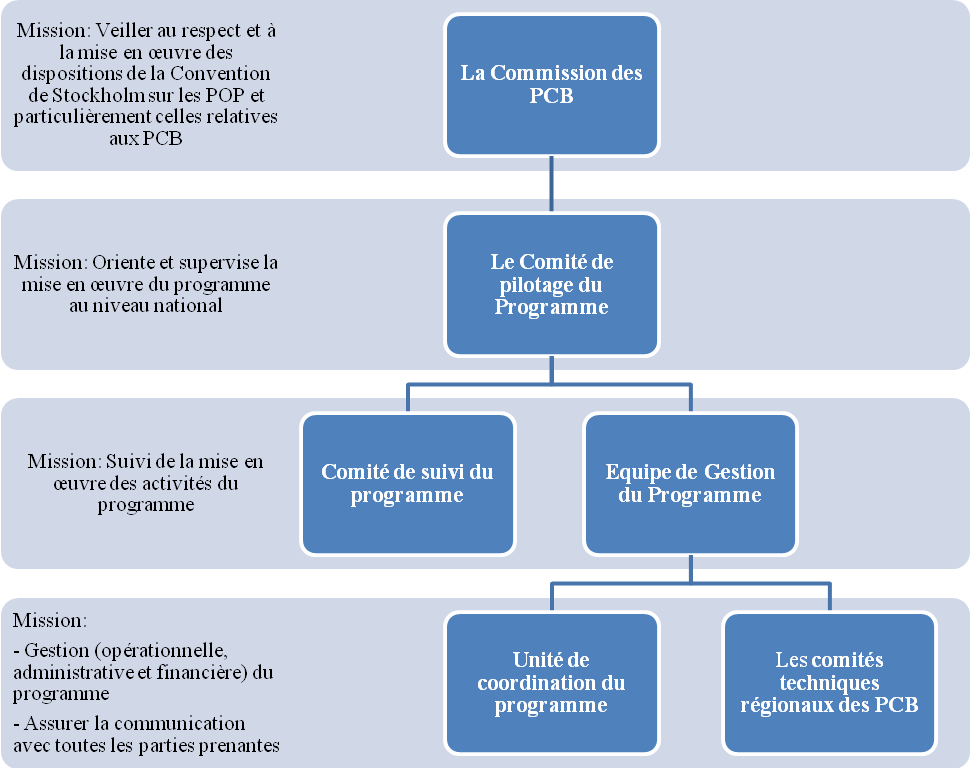 Mission: Veiller au respect et à
la mise en œuvre des
dispositions de la Convention
de Stockholm sur les POP et
particulièrement celles relatives
aux PCB
La Commission des
PCB
Mission: Oriente et supervise la
mise en œuvre du programme
au niveau national
Le Comité de
pilotage du
Programme
Mission: Suivi de la mise en
œuvre des activités du
programme
Comité de suivi du
programme
Equipe de Gestion
du Programme
Mission:
- Gestion (opérationnelle,
administrative et financière) du
programme
- Assurer la communication
avec toutes les parties prenantes
Unité de
coordination du
programme
Les comités
techniques
régionaux des PCB